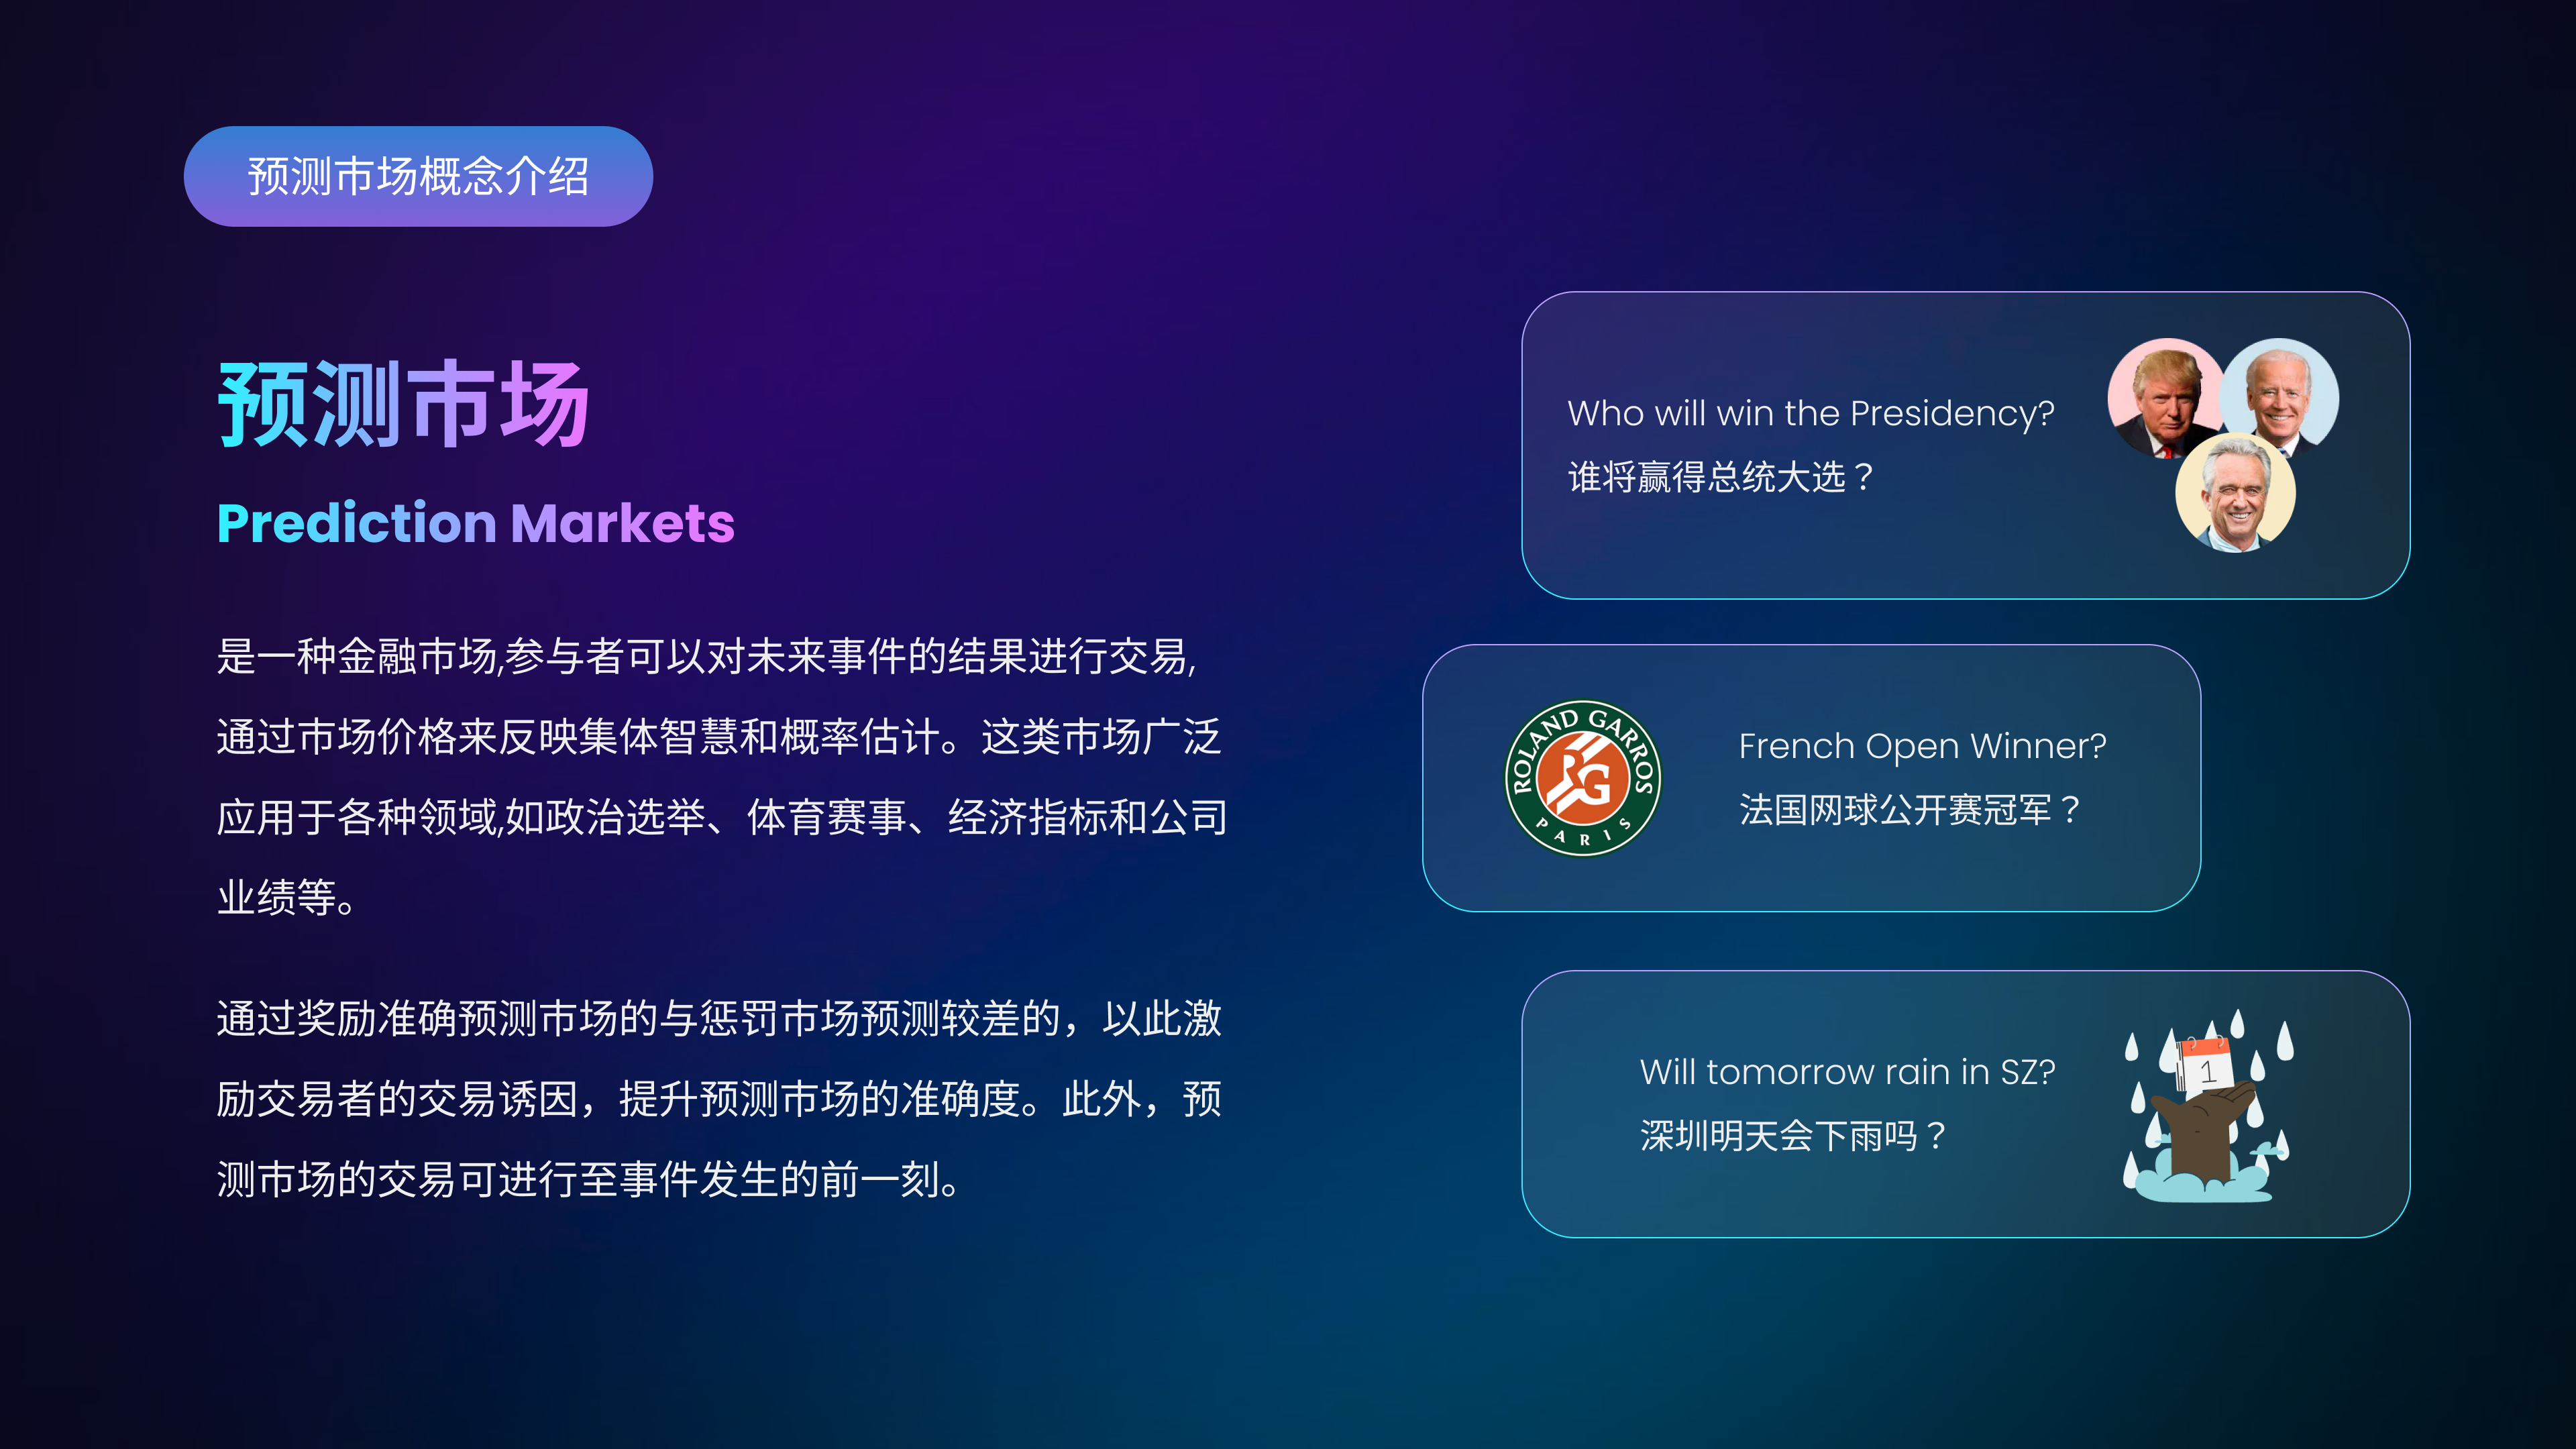 预测市场概念介绍
预测市场
Prediction Markets
是一种金融市场,参与者可以对未来事件的结果进行交易,
通过市场价格来反映集体智慧和概率估计。这类市场广泛
应用于各种领域,如政治选举、体育赛事、经济指标和公司
业绩等。
通过奖励准确预测市场的与惩罚市场预测较差的，以此激
励交易者的交易诱因，提升预测市场的准确度。此外，预
测市场的交易可进行至事件发生的前一刻。
Who will win the Presidency?
谁将赢得总统大选？
ROLAND GARROS
RG
PARIS
French Open Winner?
法国网球公开赛冠军？
Will tomorrow rain in SZ?
深圳明天会下雨吗？
1